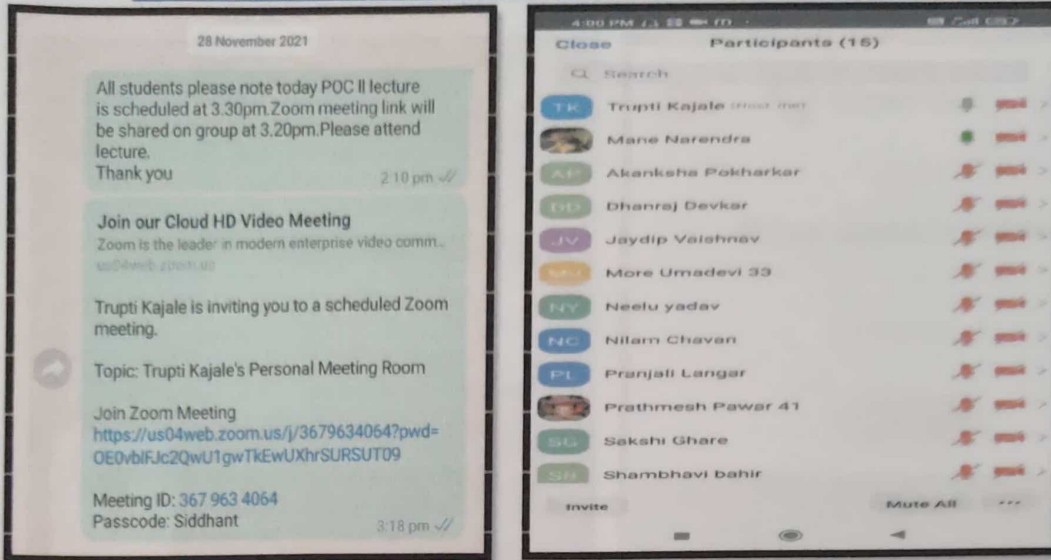 28 November 2021
All students please note today POC II lecture
is scheduled at 3.30pm.Zoom meeting link will
be shared on group at 3.20pm.Please attend
lecture.
Thank you
2:10 pm
Join our Cloud HD Video Meeting
Zoom is the leader in modern enterprise video comm..
us04web.zoom.us
Trupti Kajale is inviting you to a scheduled Zoom
meeting.
Topic: Trupti Kajale's Personal Meeting Room
Join Zoom Meeting
https://us04web.zoom.us/j/3679634064?pwd=
OE0vblFJc2QwU1gwTkEwUXhrSURSUT09
Meeting ID: 367 963 4064
Passcode: Siddhant
3:18 pm
4:00 PM
Close
Participants (15)
Search
TK Trupti Kajale
Mane Narendra
AP Akanksha Pokharkar
DD Dhanraj Devkar
JV Jaydip Vaishnav
More Umadevi 33
NY Neelu yadav
NC Nilam Chavan
PL Pranjali Langar
Prathmesh Pawar 41
SG Sakshi Ghare
Shambhavi bahir
Invite
Mute All